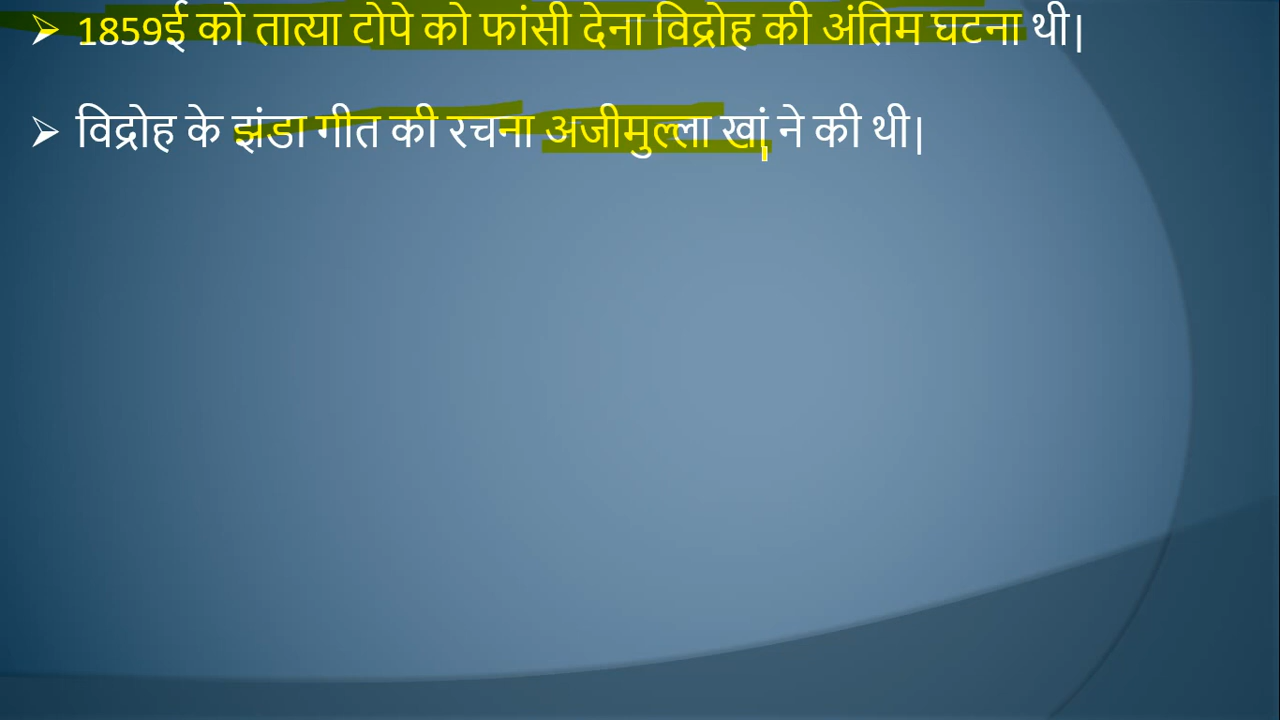 ➢ 1859ई को तात्या टोपे को फांसी देना विद्रोह की अंतिम घटना थी|
➢ विद्रोह के झंडा गीत की रचना अजीमुल्ला खां ने की थी|